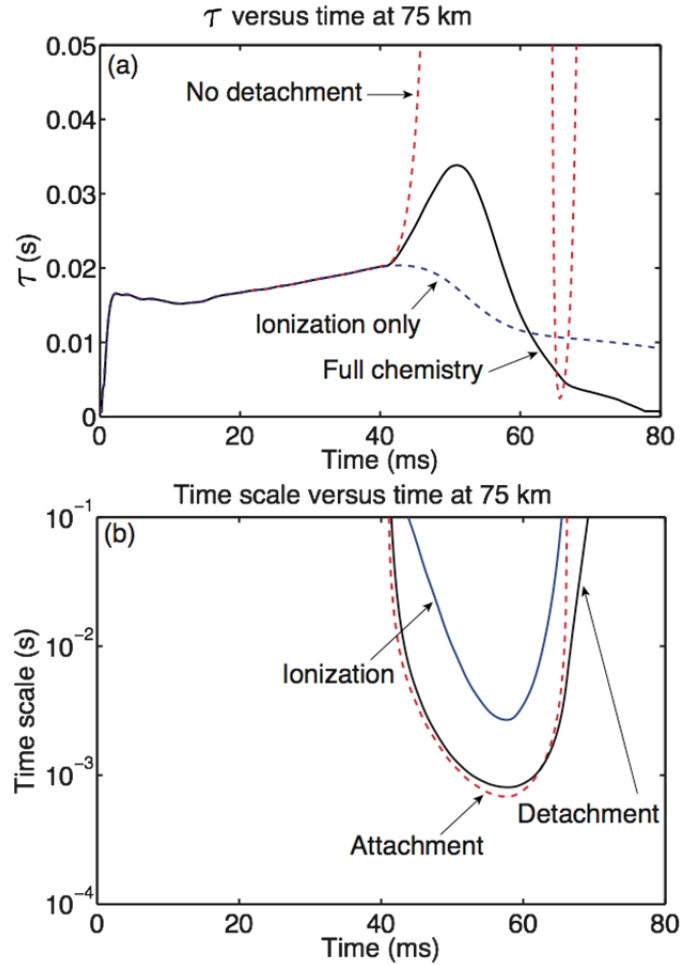 τ versus time at 75 km
(a)
0.05
0.04
0.03
0.02
0.01
0
τ (s)
No detachment
Ionization only
Full chemistry
0 20 40 60 80
Time (ms)
Time scale versus time at 75 km
(b)
10⁻¹
10⁻²
10⁻³
10⁻⁴
Time scale (s)
Ionization
Attachment
Detachment
0 20 40 60 80
Time (ms)